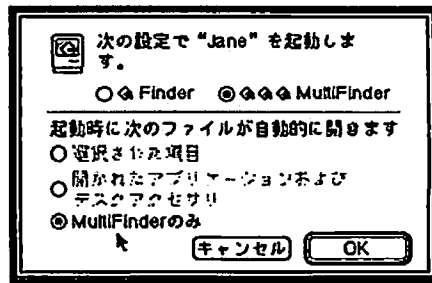 次の設定で “Jane” を起動しま
す。
Finder MultiFinder
起動時に次のファイルが自動的に開きます
選択された項目
開かれたアプリケーションおよび
デスクアクセサリ
MultiFinderのみ
キャンセル OK